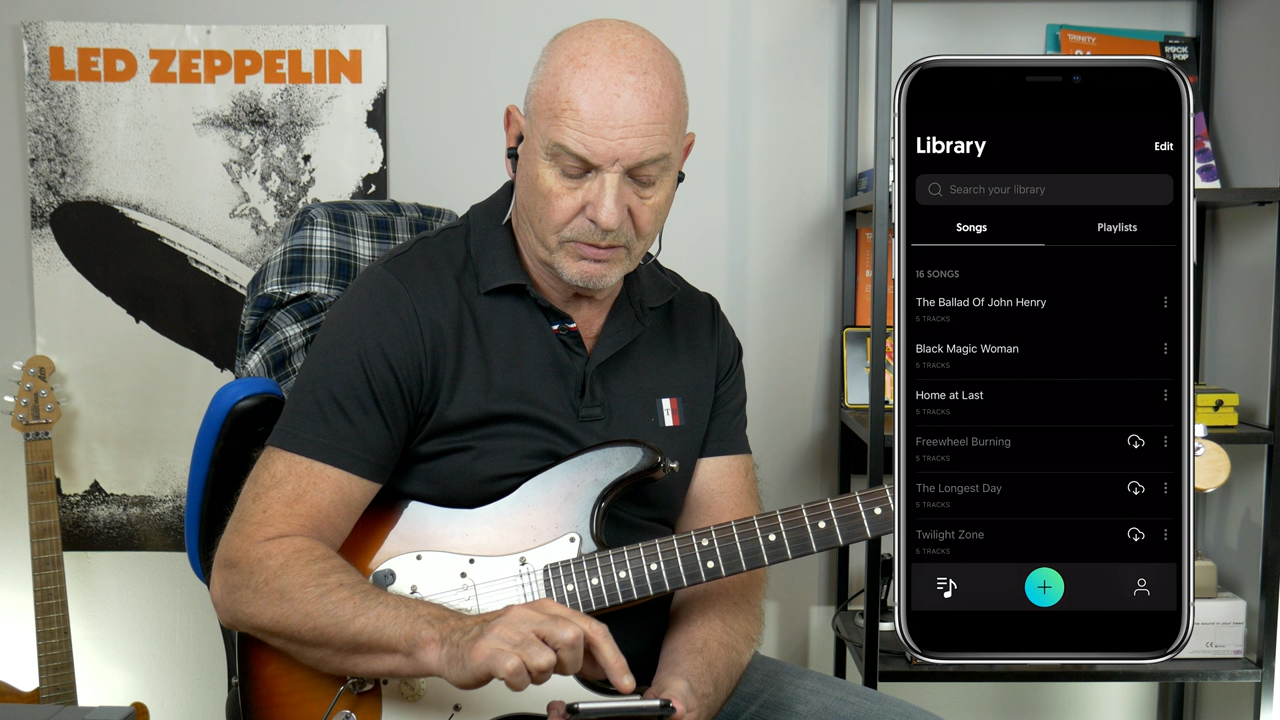 LED ZEPPELIN
TRINITY
ROCK
& POP
Library
Edit
Search your library
Songs
Playlists
16 SONGS
The Ballad Of John Henry
5 TRACKS
Black Magic Woman
5 TRACKS
Home at Last
5 TRACKS
Freewheel Burning
5 TRACKS
The Longest Day
5 TRACKS
Twilight Zone
5 TRACKS